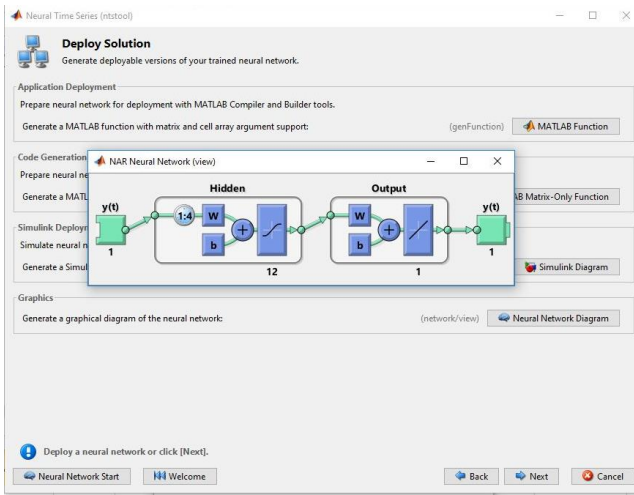 Neural Time Series (ntstool)
Deploy Solution
Generate deployable versions of your trained neural network.
Application Deployment
Prepare neural network for deployment with MATLAB Compiler and Builder tools.
Generate a MATLAB function with matrix and cell array argument support: (genFunction) MATLAB Function
Code Generation
Prepare neural ne
Generate a MATL AB Matrix-Only Function
NAR Neural Network (view)
Hidden Output
y(t) 1:4 W b + W b + y(t)
1 12 1 1
Simulink Deploym
Simulate neural n
Generate a Simul Simulink Diagram
Graphics
Generate a graphical diagram of the neural network: (network/view) Neural Network Diagram
Deploy a neural network or click [Next].
Neural Network Start Welcome Back Next Cancel